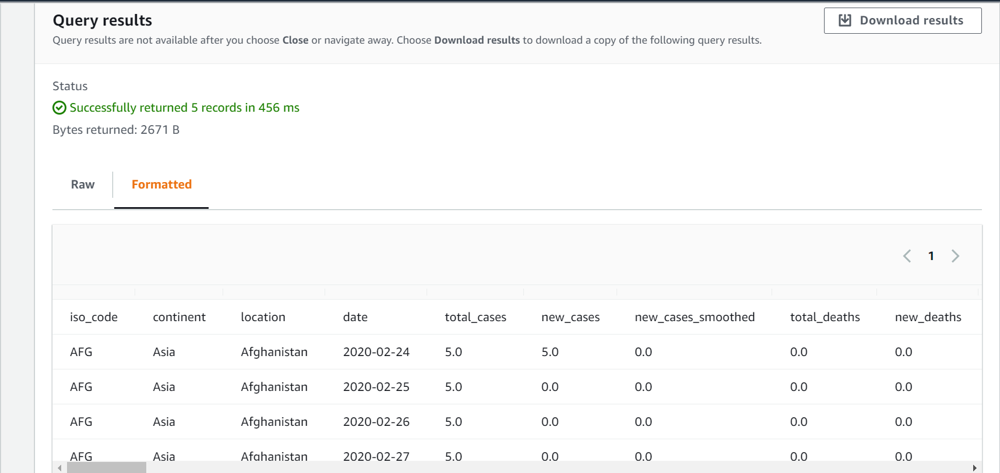 Query results
Download results
Query results are not available after you choose Close or navigate away. Choose Download results to download a copy of the following query results.
Status
Successfully returned 5 records in 456 ms
Bytes returned: 2671 B
Raw Formatted
1
iso_code continent location date total_cases new_cases new_cases_smoothed total_deaths new_deaths
AFG Asia Afghanistan 2020-02-24 5.0 5.0 0.0 0.0 0.0
AFG Asia Afghanistan 2020-02-25 5.0 0.0 0.0 0.0 0.0
AFG Asia Afghanistan 2020-02-26 5.0 0.0 0.0 0.0 0.0
AFG Asia Afghanistan 2020-02-27 5.0 0.0 0.0 0.0 0.0